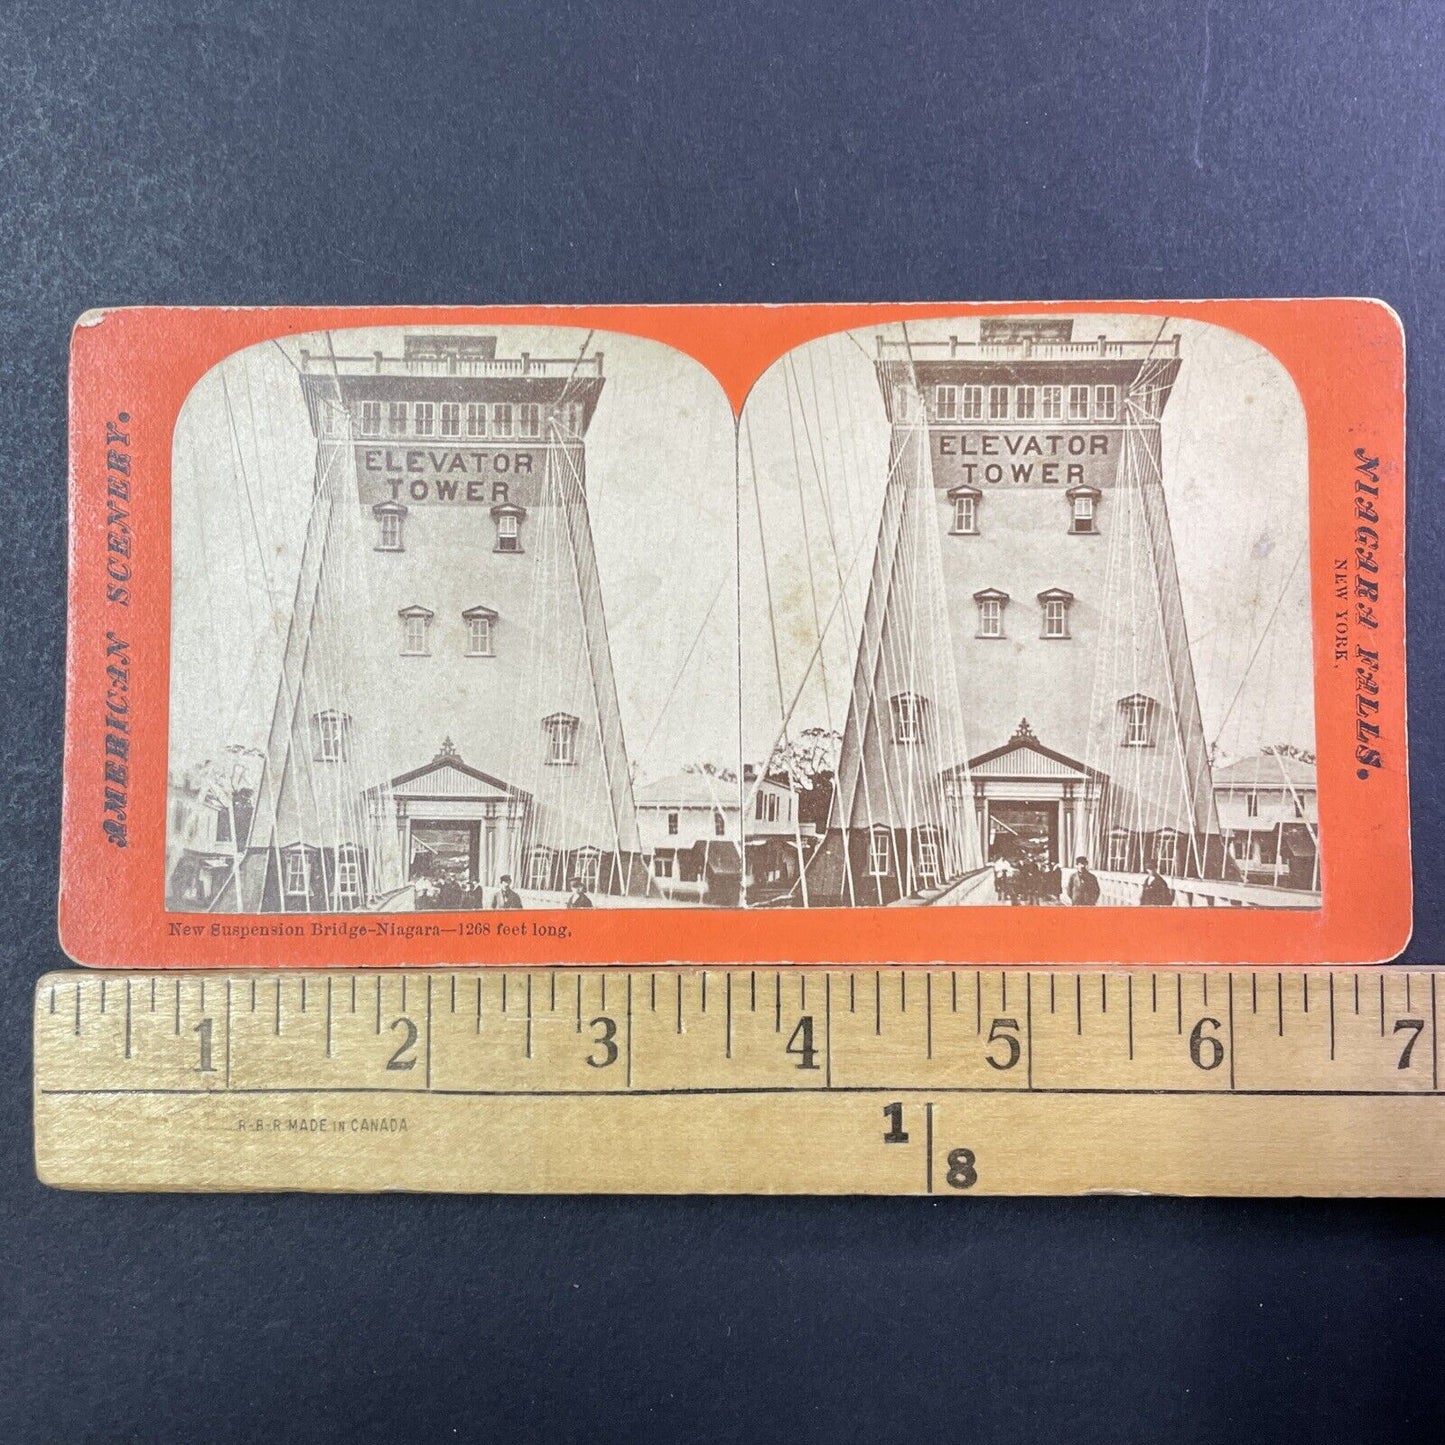 AMERICAN SCENERY.
ELEVATOR
TOWER
ELEVATOR
TOWER
NIAGARA FALLS.
NEW YORK.
New Suspension Bridge-Niagara—1268 feet long.
1 2 3 4 5 6 7
R-B-R MADE IN CANADA
1
8